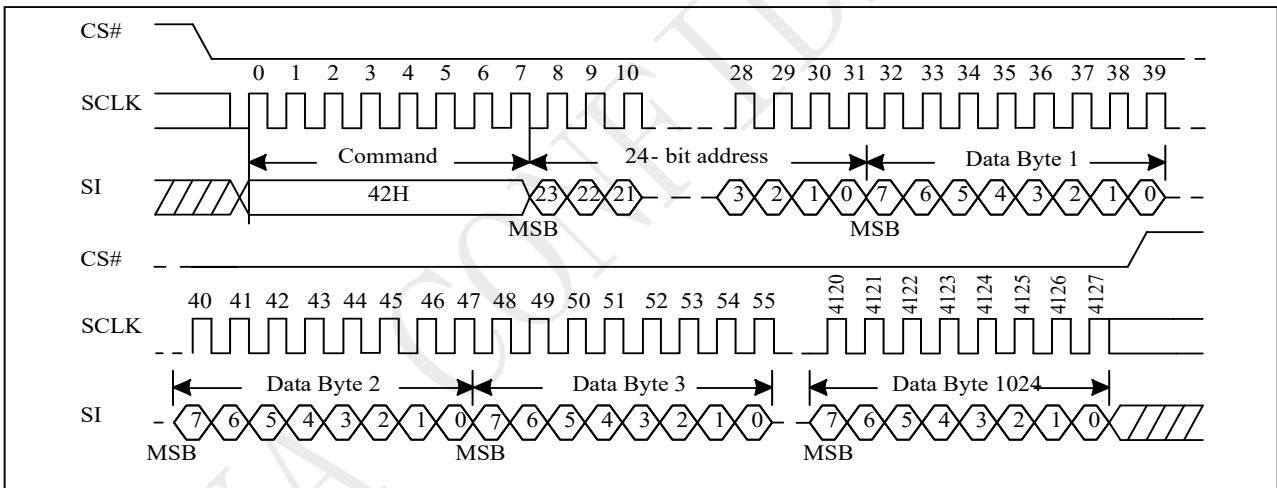 CS#
0 1 2 3 4 5 6 7 8 9 10 28 29 30 31 32 33 34 35 36 37 38 39
SCLK
Command 24- bit address Data Byte 1
SI 42H 23 22 21 3 2 1 0 7 6 5 4 3 2 1 0
MSB MSB
CS#
40 41 42 43 44 45 46 47 48 49 50 51 52 53 54 55 4120 4121 4122 4123 4124 4125 4126 4127
SCLK
Data Byte 2 Data Byte 3 Data Byte 1024
SI 7 6 5 4 3 2 1 0 7 6 5 4 3 2 1 0 7 6 5 4 3 2 1 0
MSB MSB MSB